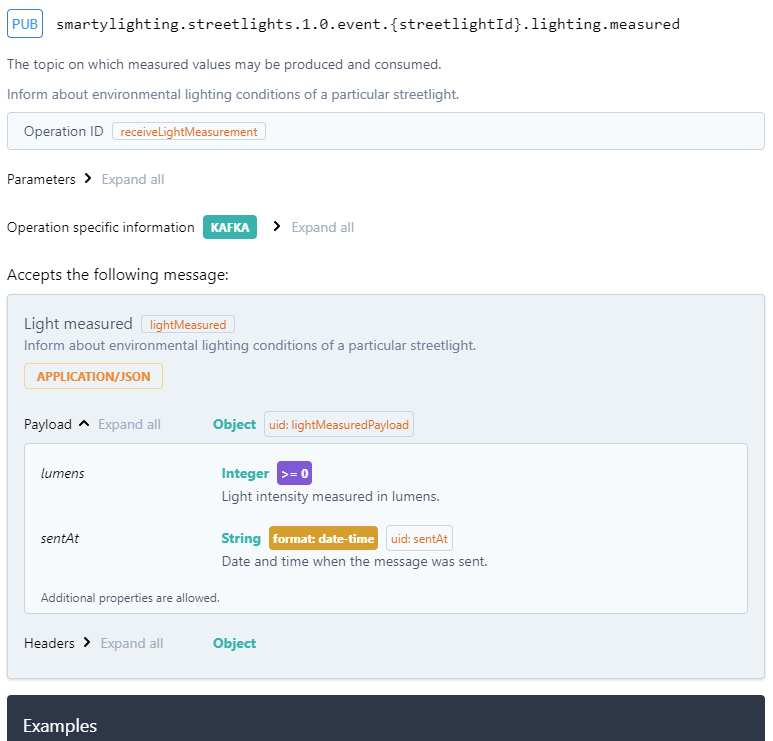 PUB smartylighting.streetlights.1.0.event.{streetlightId}.lighting.measured
The topic on which measured values may be produced and consumed.
Inform about environmental lighting conditions of a particular streetlight.
Operation ID receiveLightMeasurement
Parameters Expand all
Operation specific information KAFKA Expand all
Accepts the following message:
Light measured lightMeasured
Inform about environmental lighting conditions of a particular streetlight.
APPLICATION/JSON
Payload Expand all Object uid: lightMeasuredPayload
lumens Integer >= 0
Light intensity measured in lumens.
sentAt String format: date-time uid: sentAt
Date and time when the message was sent.
Additional properties are allowed.
Headers Expand all Object
Examples